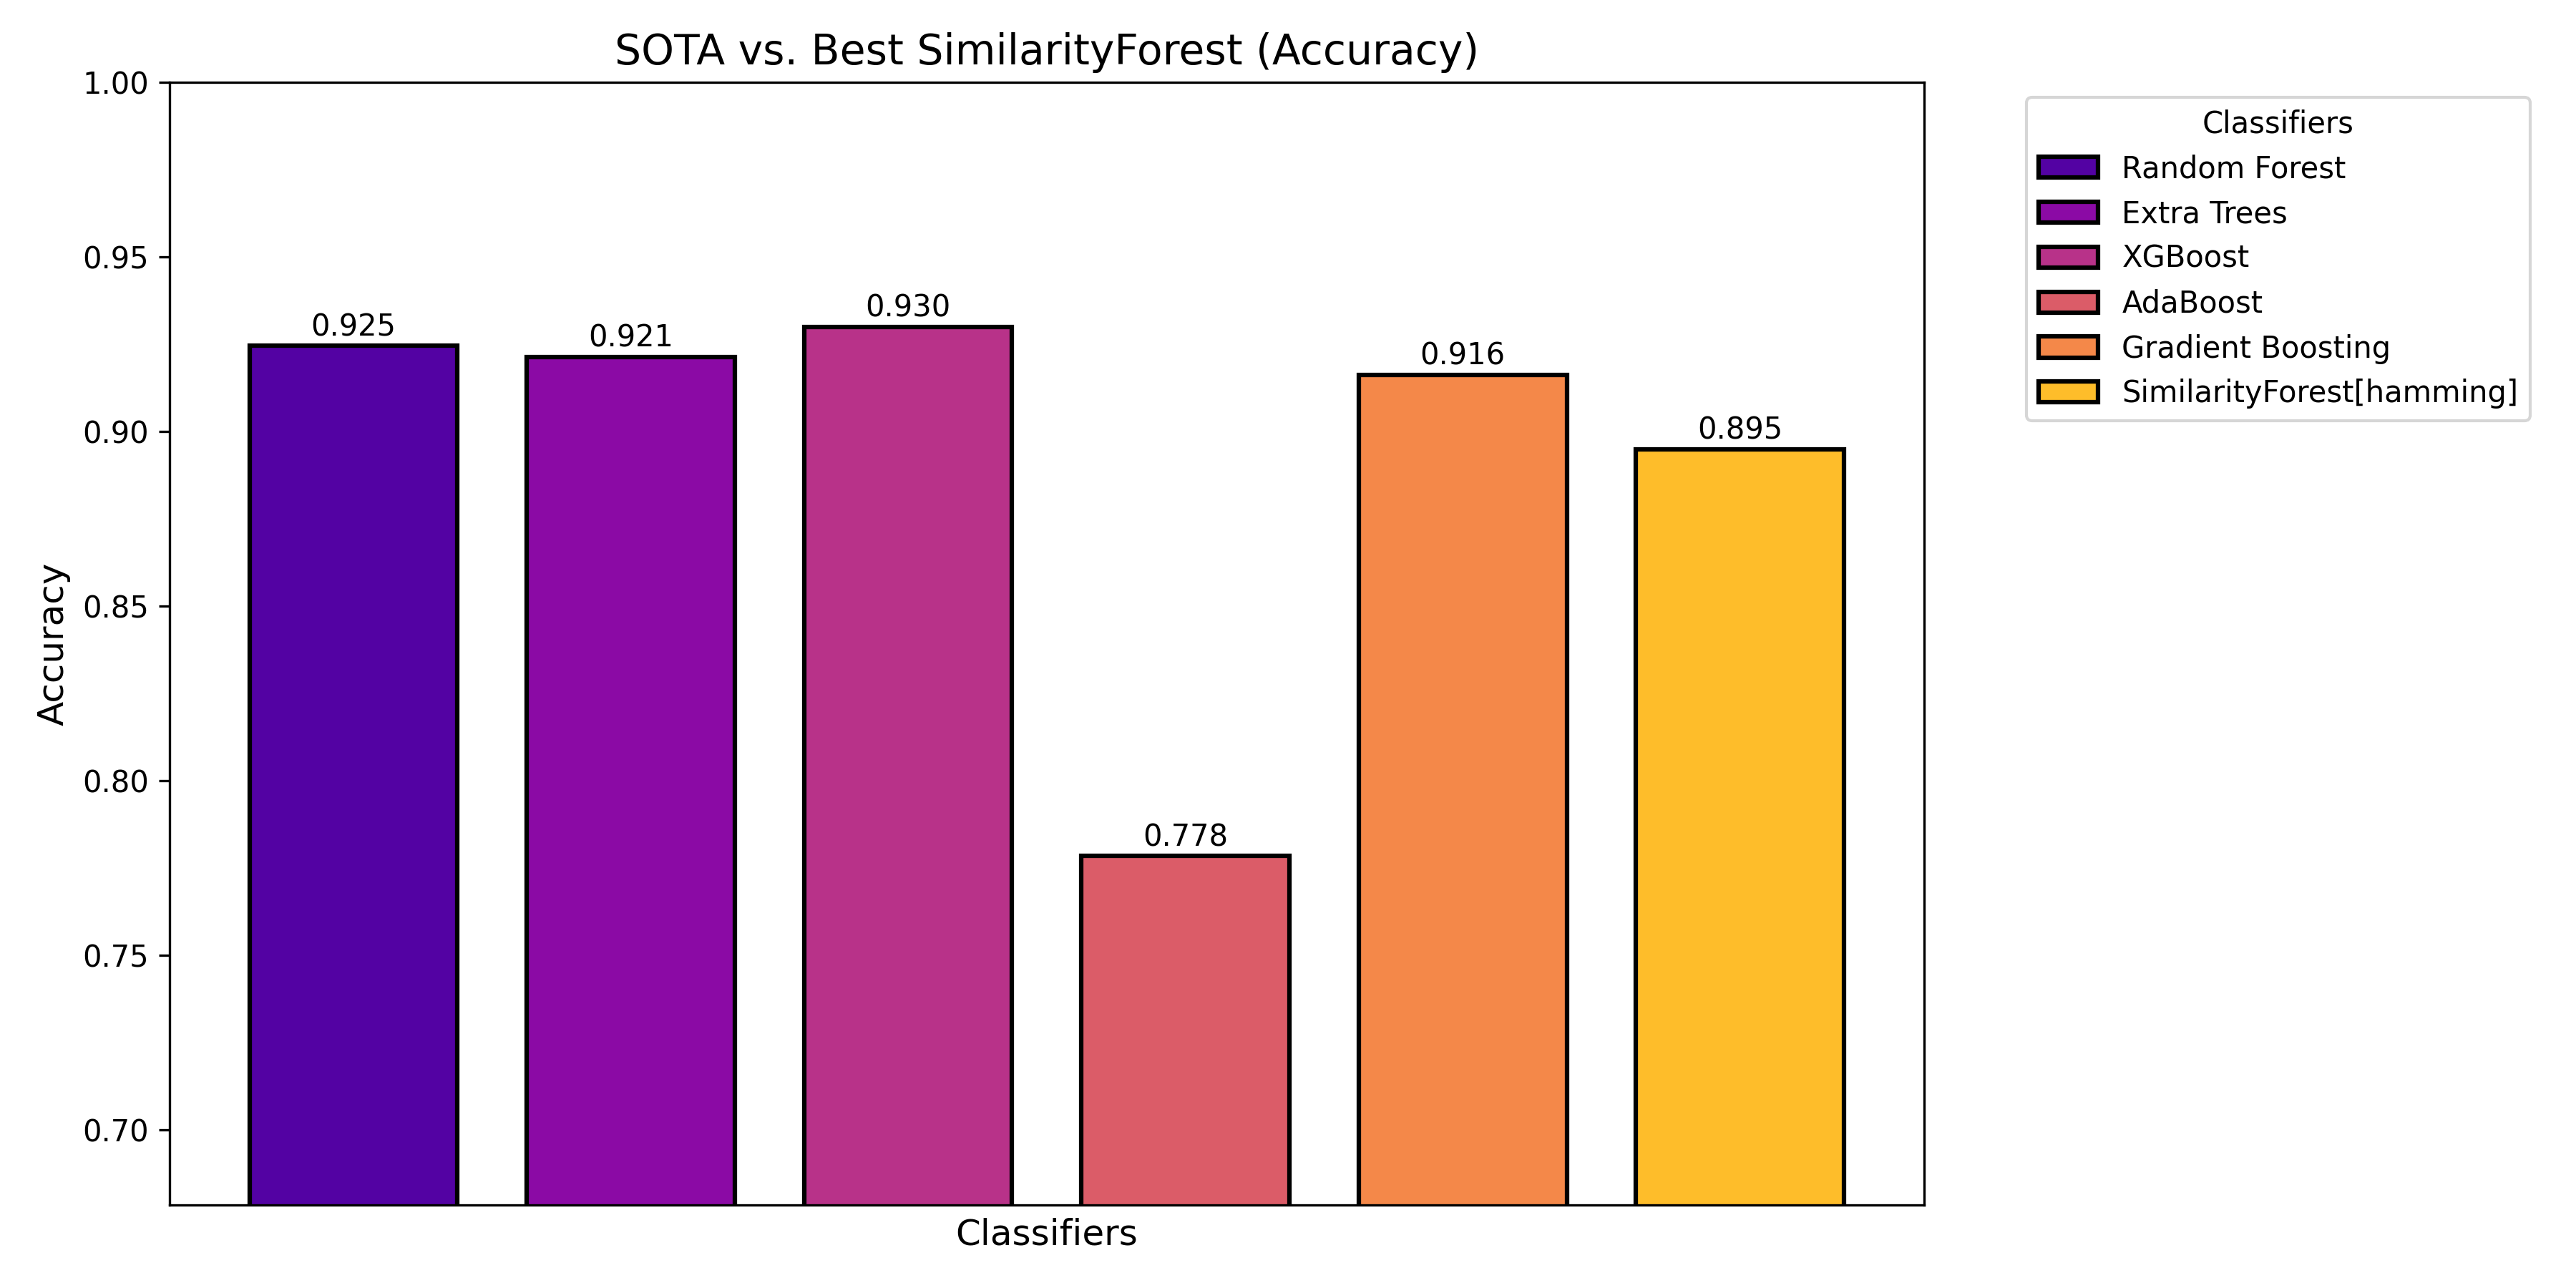 SOTA vs. Best SimilarityForest (Accuracy)
1.00
0.95
0.90
0.85
0.80
0.75
0.70
Accuracy
0.925
0.921
0.930
0.778
0.916
0.895
Classifiers
Classifiers
Random Forest
Extra Trees
XGBoost
AdaBoost
Gradient Boosting
SimilarityForest[hamming]